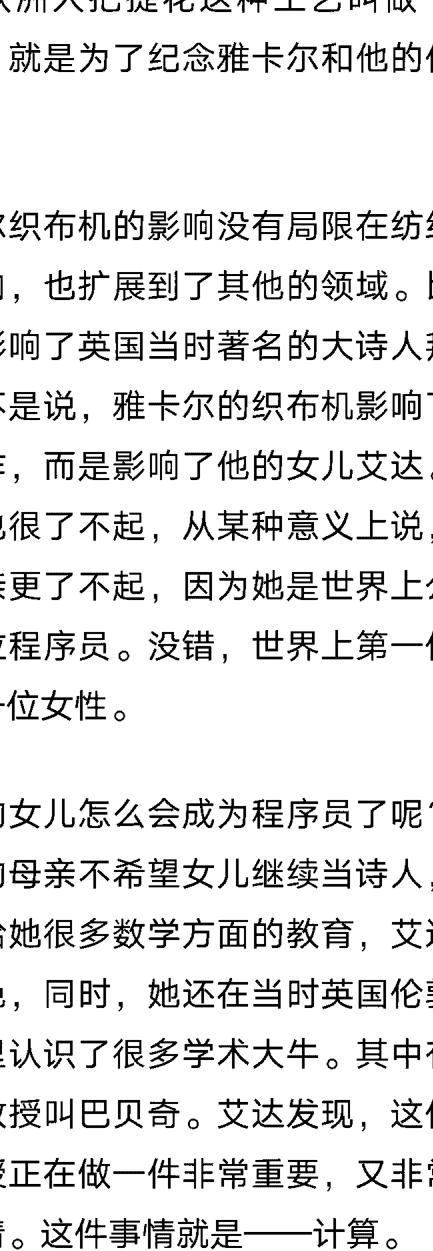 洲人把提花这种工艺叫做
就是为了纪念雅卡尔和他的
织布机的影响没有局限在纺
，也扩展到了其他的领域。
响了英国当时著名的大诗人
是说，雅卡尔的织布机影响
，而是影响了他的女儿艾达
很了不起，从某种意义上说，
更了不起，因为她是世界上
程序员。没错，世界上第一
一位女性。
女儿怎么会成为程序员了呢
母亲不希望女儿继续当诗人，
她很多数学方面的教育，艾
，同时，她还在当时英国伦
认识了很多学术大牛。其中
授叫巴贝奇。艾达发现，这
正在做一件非常重要，又非
。这件事情就是——计算。